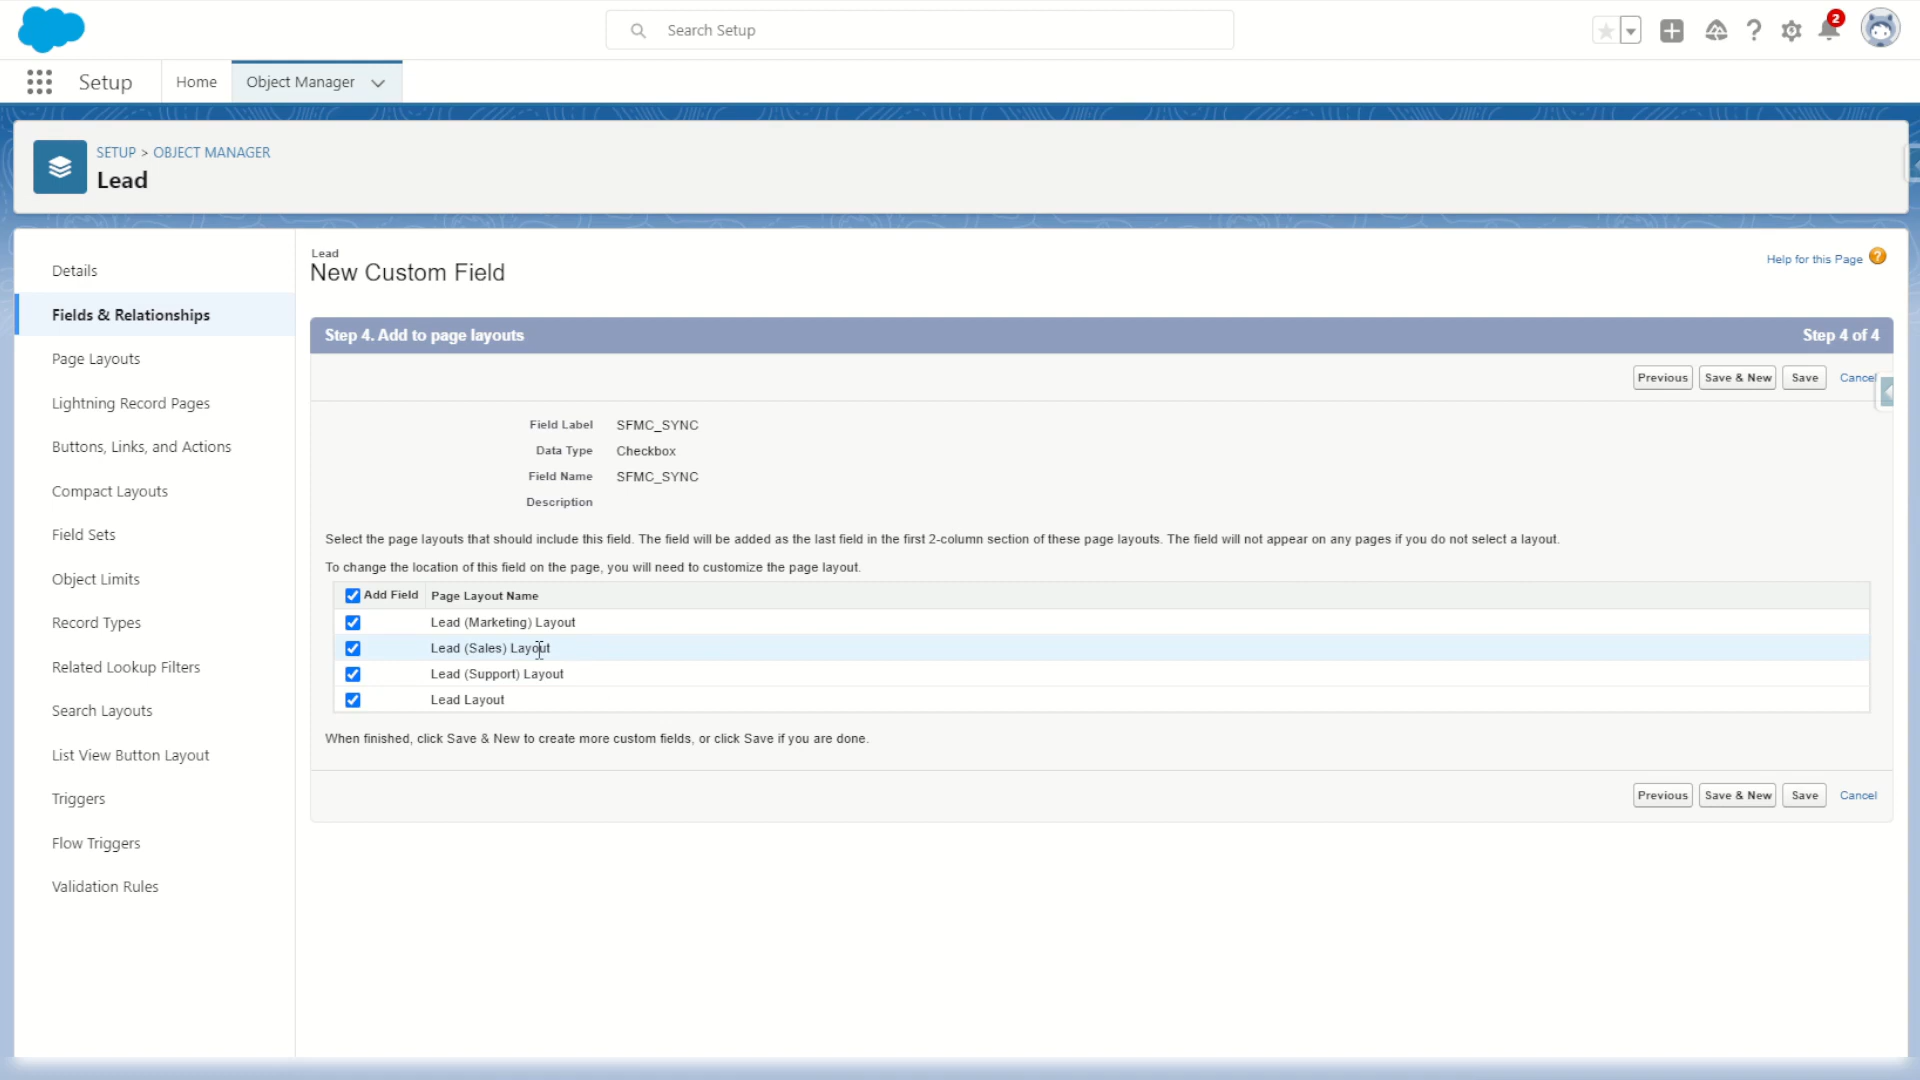 Search Setup
2
Setup
Home
Object Manager
SETUP > OBJECT MANAGER
Lead
Details
Fields & Relationships
Page Layouts
Lightning Record Pages
Buttons, Links, and Actions
Compact Layouts
Field Sets
Object Limits
Record Types
Related Lookup Filters
Search Layouts
List View Button Layout
Triggers
Flow Triggers
Validation Rules
Lead
New Custom Field
Help for this Page ?
Step 4. Add to page layouts
Step 4 of 4
Previous
Save & New
Save
Cancel
Field Label SFMC_SYNC
Data Type Checkbox
Field Name SFMC_SYNC
Description
Select the page layouts that should include this field. The field will be added as the last field in the first 2-column section of these page layouts. The field will not appear on any pages if you do not select a layout.
To change the location of this field on the page, you will need to customize the page layout.
Add Field Page Layout Name
Lead (Marketing) Layout
Lead (Sales) Layout
Lead (Support) Layout
Lead Layout
When finished, click Save & New to create more custom fields, or click Save if you are done.
Previous
Save & New
Save
Cancel